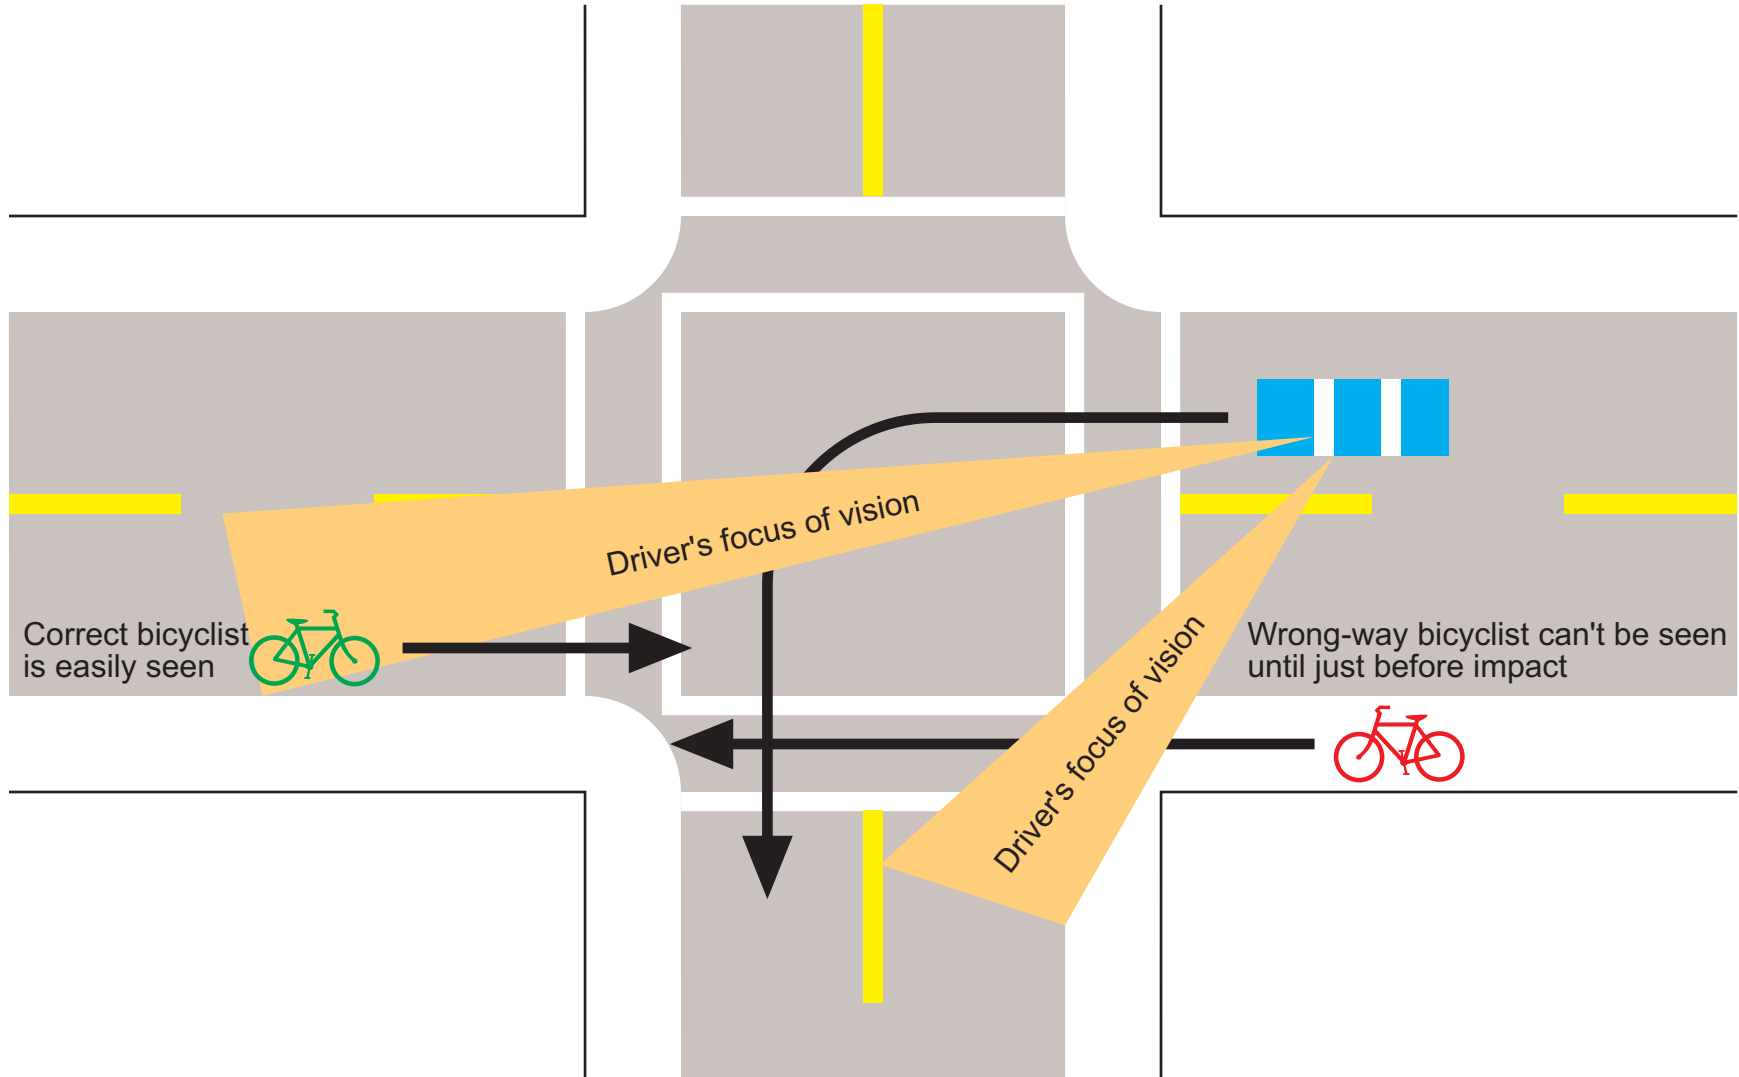 Driver's focus of vision
Correct bicyclist
is easily seen
Driver's focus of vision
Wrong-way bicyclist can't be seen
until just before impact